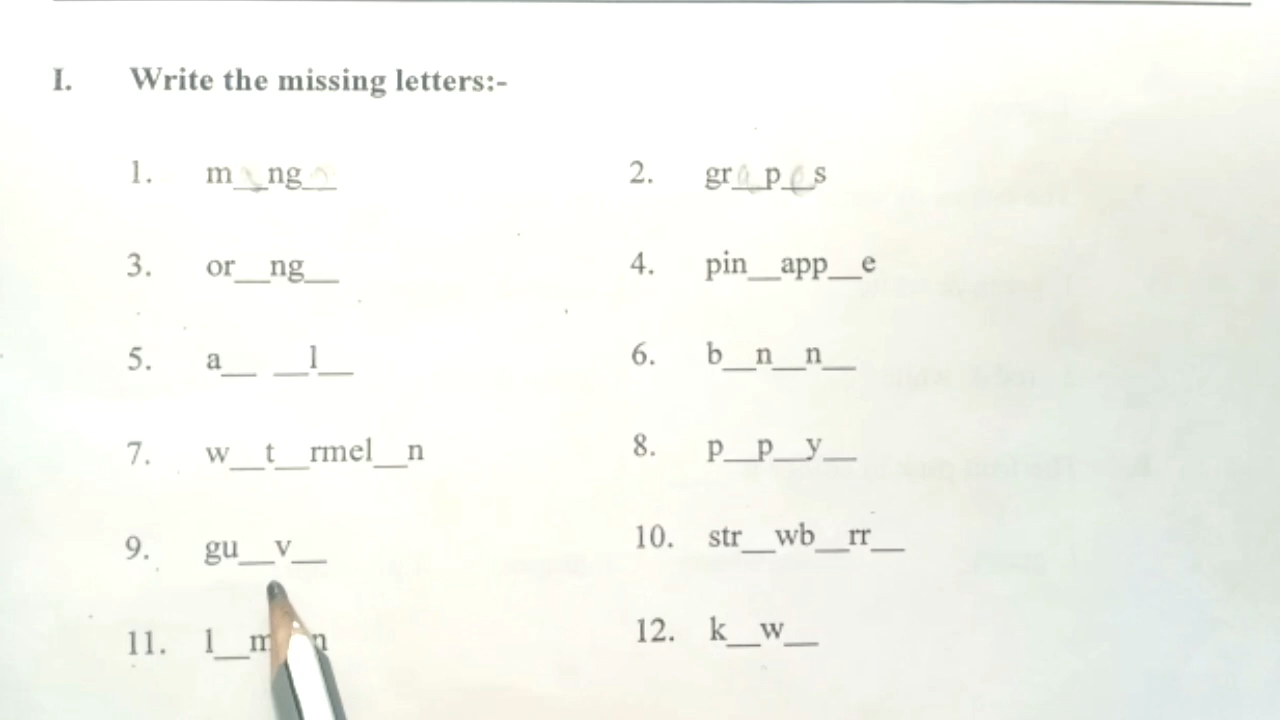 I. Write the missing letters:-
1. m__ng__ 2. gr_a_p_e_s
3. or__ng__ 4. pin__app__e
5. a__ __l__ 6. b__n__n__
7. w__t__rmel__n 8. p__p__y__
9. gu__v__ 10. str__wb__rr__
11. l__m n 12. k__w__